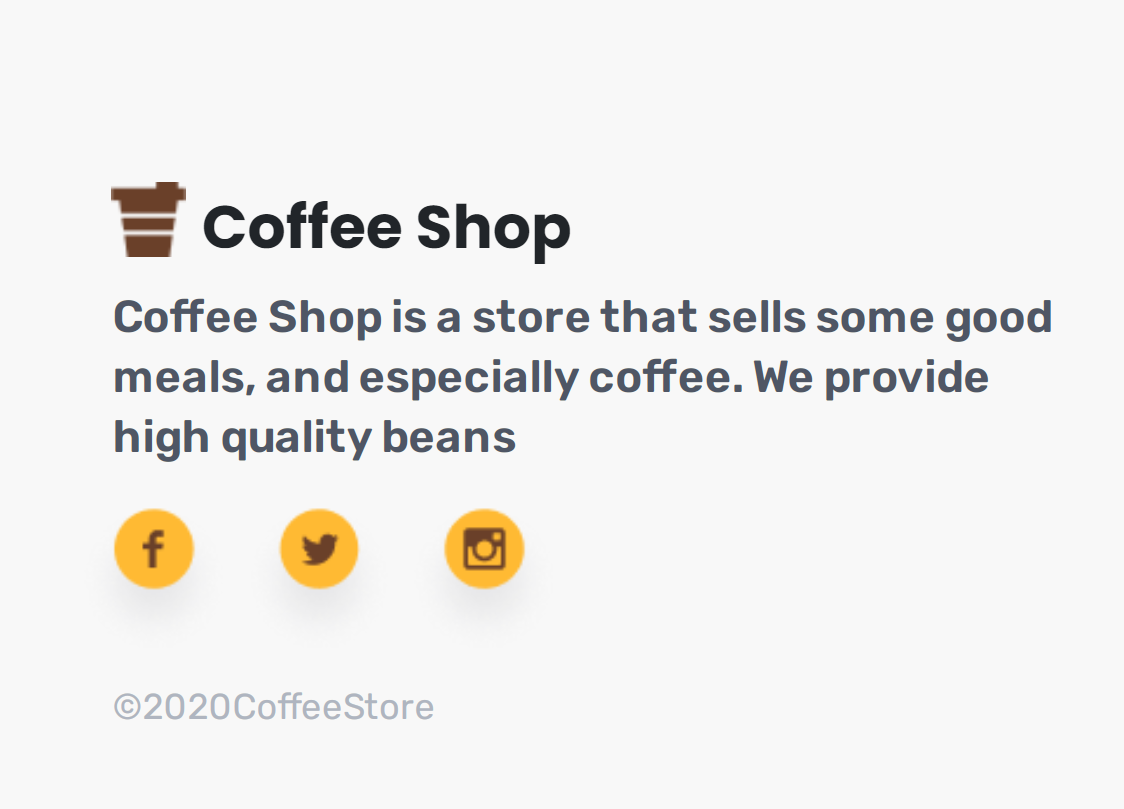 Coffee Shop
Coffee Shop is a store that sells some good
meals, and especially coffee. We provide
high quality beans
©2020CoffeeStore